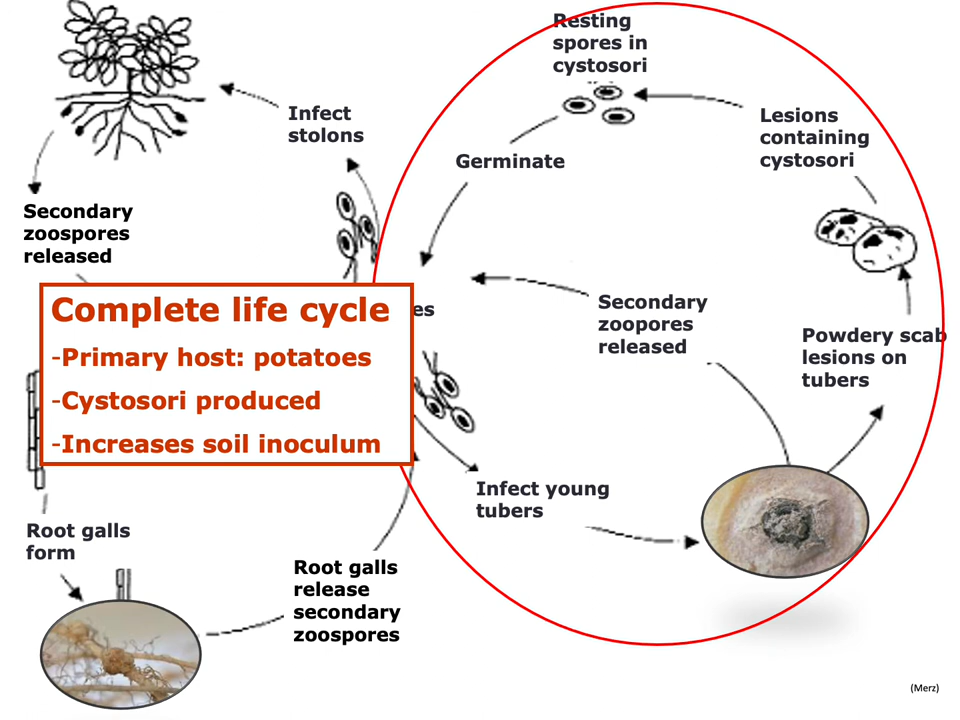 Resting
spores in
cystosori
Infect
stolons
Lesions
containing
cystosori
Germinate
Secondary
zoospores
released
Complete life cycle
-Primary host: potatoes
-Cystosori produced
-Increases soil inoculum
es
Secondary
zoopores
released
Powdery scab
lesions on
tubers
Infect young
tubers
Root galls
form
Root galls
release
secondary
zoospores
(Merz)